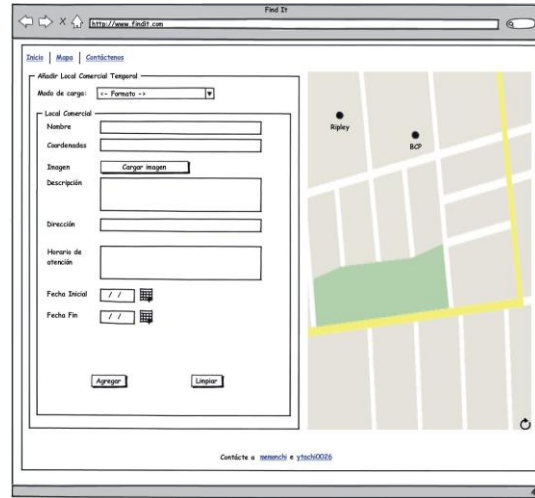 Find It
http://www.findit.com
Inicio | Mapa | Contáctenos
Añadir Local Comercial Temporal
Modo de carga: <- Formato ->
Local Comercial
Nombre
Coordenadas
Imagen Cargar imagen
Descripción
Dirección
Horario de
atención
Fecha Inicial / /
Fecha Fin / /
Agregar Limpiar
Ripley
BCP
Contácte a memanchi e ytachi0026